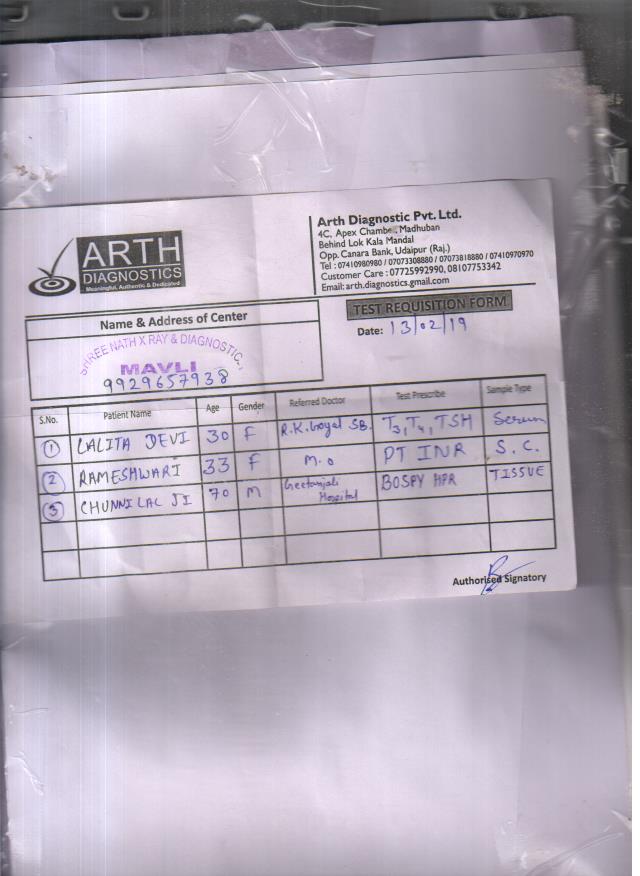 ARTH
DIAGNOSTICS
Meaningful, Authentic & Dedicated
Arth Diagnostic Pvt. Ltd.
4C, Apex Chamber, Madhuban
Behind Lok Kala Mandal
Opp. Canara Bank, Udaipur (Raj.)
Tel : 07410980980 / 07073308880 / 07073818880 / 07410970970
Customer Care : 07725992990, 08107753342
Email: arth.diagnostics.gmail.com
TEST REQUISITION FORM
Date: 13/02/19
Name & Address of Center
SHREE NATH X RAY & DIAGNOSTIC
MAVLI
9929657938
S.No. Patient Name Age Gender Referred Doctor Test Prescribe Sample Type
1 LALITA DEVI 30 F R.K. Goyal SB. T3, T4, TSH Serum
2 RAMESHWARI 33 F M.O PT INR S.C.
3 CHUNNI LAL JI 70 M Geetanjali Hospital BOSPY HPR TISSUE
Authorised Signatory